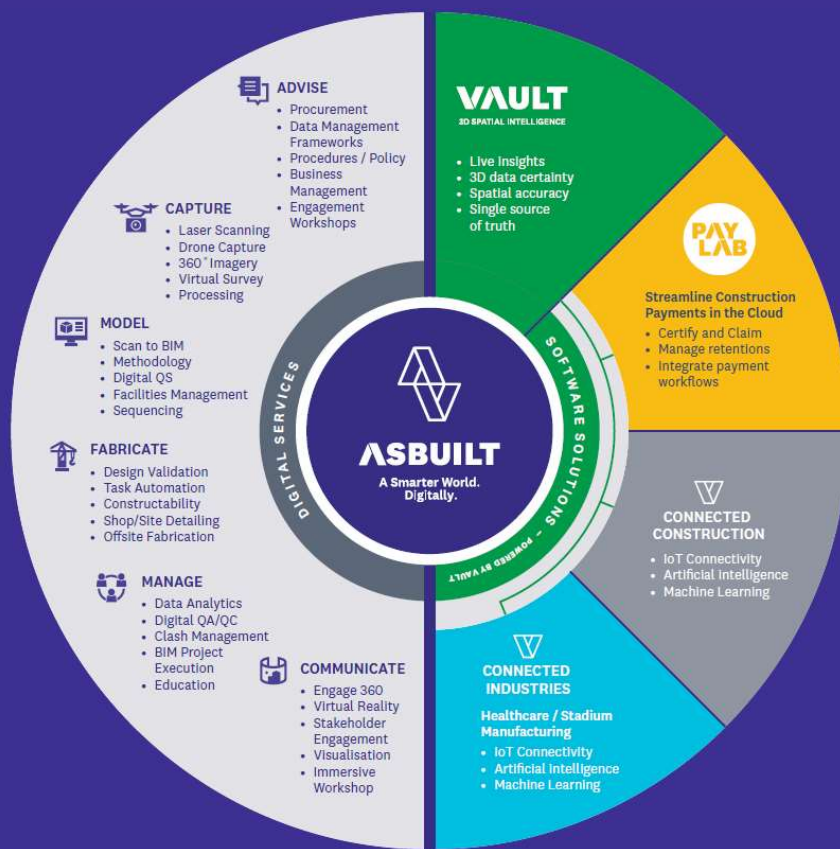 ADVISE
• Procurement
• Data Management
Frameworks
• Procedures / Policy
• Business
Management
• Engagement
Workshops
CAPTURE
• Laser Scanning
• Drone Capture
• 360° Imagery
• Virtual Survey
• Processing
MODEL
• Scan to BIM
• Methodology
• Digital QS
• Facilities Management
• Sequencing
FABRICATE
• Design Validation
• Task Automation
• Constructability
• Shop/Site Detailing
• Offsite Fabrication
MANAGE
• Data Analytics
• Digital QA/QC
• Clash Management
• BIM Project
Execution
• Education
COMMUNICATE
• Engage 360
• Virtual Reality
• Stakeholder
Engagement
• Visualisation
• Immersive
Workshop
DIGITAL SERVICES
ASBUILT
A Smarter World.
Digitally.
SOFTWARE SOLUTIONS – POWERED BY VAULT
VAULT
3D SPATIAL INTELLIGENCE
• Live Insights
• 3D data certainty
• Spatial accuracy
• Single source
of truth
PAY
LAB
Streamline Construction
Payments in the Cloud
• Certify and Claim
• Manage retentions
• Integrate payment
workflows
CONNECTED
CONSTRUCTION
• IoT Connectivity
• Artificial Intelligence
• Machine Learning
CONNECTED
INDUSTRIES
Healthcare / Stadium
Manufacturing
• IoT Connectivity
• Artificial Intelligence
• Machine Learning